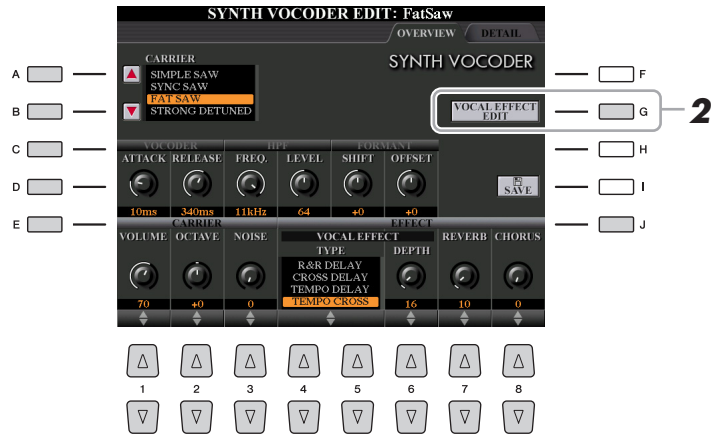 SYNTH VOCODER EDIT: FatSaw
OVERVIEW DETAIL
CARRIER
SYNTH VOCODER
A
SIMPLE SAW
SYNC SAW
FAT SAW
STRONG DETUNED
F
B
VOCAL EFFECT
EDIT
G
2
C
VOCODER HPF FORMANT
H
ATTACK RELEASE FREQ. LEVEL SHIFT OFFSET
D
SAVE
I
10ms 340ms 11kHz 64 +0 +0
E
CARRIER EFFECT
J
VOLUME OCTAVE NOISE VOCAL EFFECT REVERB CHORUS
TYPE DEPTH
R&R DELAY
CROSS DELAY
TEMPO DELAY
TEMPO CROSS
70 +0 0 16 10 0
1 2 3 4 5 6 7 8